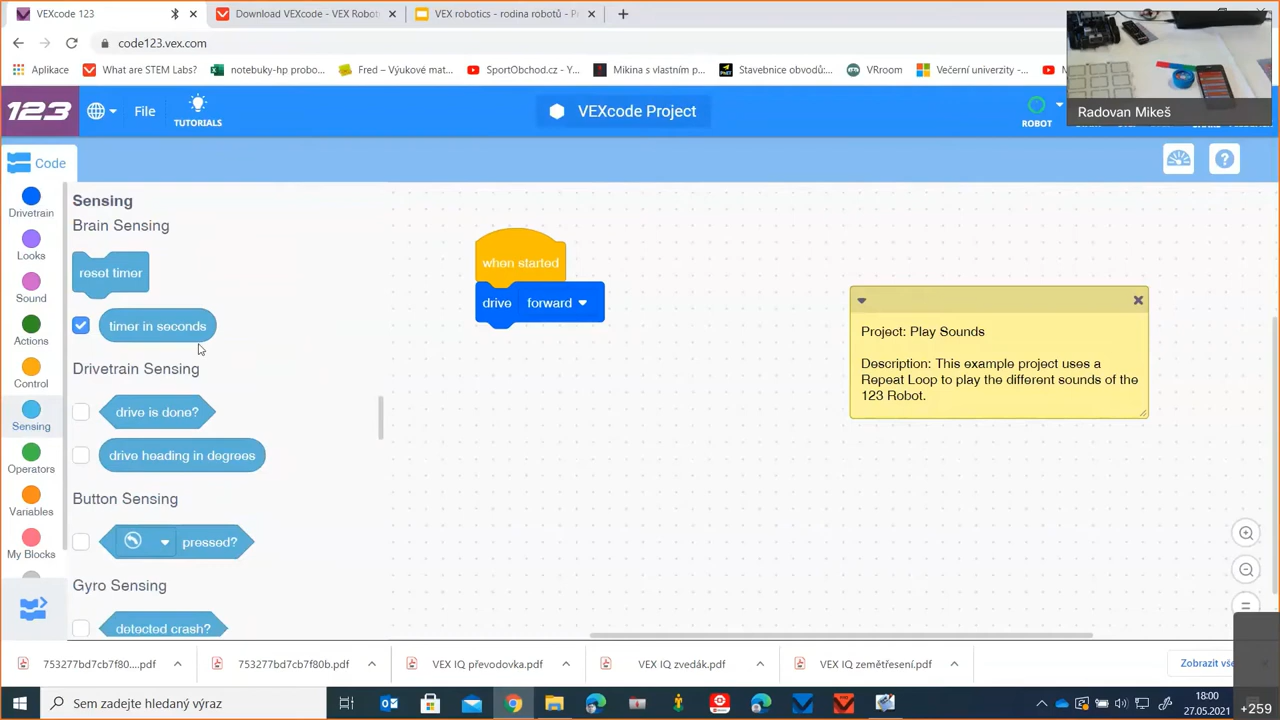 VEXcode 123
Download VEXcode - VEX Robot
VEX robotics - rodina robotů - P
code123.vex.com
Aplikace
What are STEM Labs?
notebuky-hp probo...
Fred – Výukové mat...
SportObchod.cz - Y...
Mikina s vlastním p...
Stavebnice obvodů:...
VRroom
Večerní univerzity -...
Radovan Mikeš
123
File
TUTORIALS
VEXcode Project
ROBOT
Code
Drivetrain
Looks
Sound
Actions
Control
Sensing
Operators
Variables
My Blocks
Sensing
Brain Sensing
reset timer
timer in seconds
Drivetrain Sensing
drive is done?
drive heading in degrees
Button Sensing
pressed?
Gyro Sensing
detected crash?
when started
drive forward
Project: Play Sounds
Description: This example project uses a
Repeat Loop to play the different sounds of the
123 Robot.
753277bd7cb7f80....pdf
753277bd7cb7f80b.pdf
VEX IQ převodovka.pdf
VEX IQ zvedák.pdf
VEX IQ zemětřesení.pdf
Zobrazit vše
Sem zadejte hledaný výraz
18:00
27.05.2021
+259